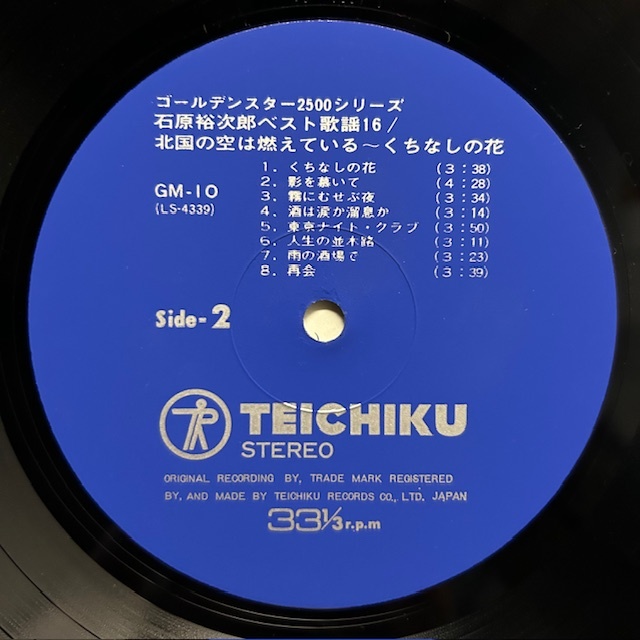 ゴールデンスター2500シリーズ
石原裕次郎ベスト歌謡16/
北国の空は燃えている~くちなしの花
GM-10
(LS-4339)
1. くちなしの花 (3:38)
2. 影を慕いて (4:28)
3. 霧にむせぶ夜 (3:34)
4. 酒は涙か溜息か (3:14)
5. 東京ナイト・クラブ (3:50)
6. 人生の並木路 (3:11)
7. 雨の酒場で (3:23)
8. 再会 (3:39)
Side-2
TEICHIKU
STEREO
ORIGINAL RECORDING BY, TRADE MARK REGISTERED
BY, AND MADE BY TEICHIKU RECORDS CO., LTD. JAPAN
33 1/3 r.p.m